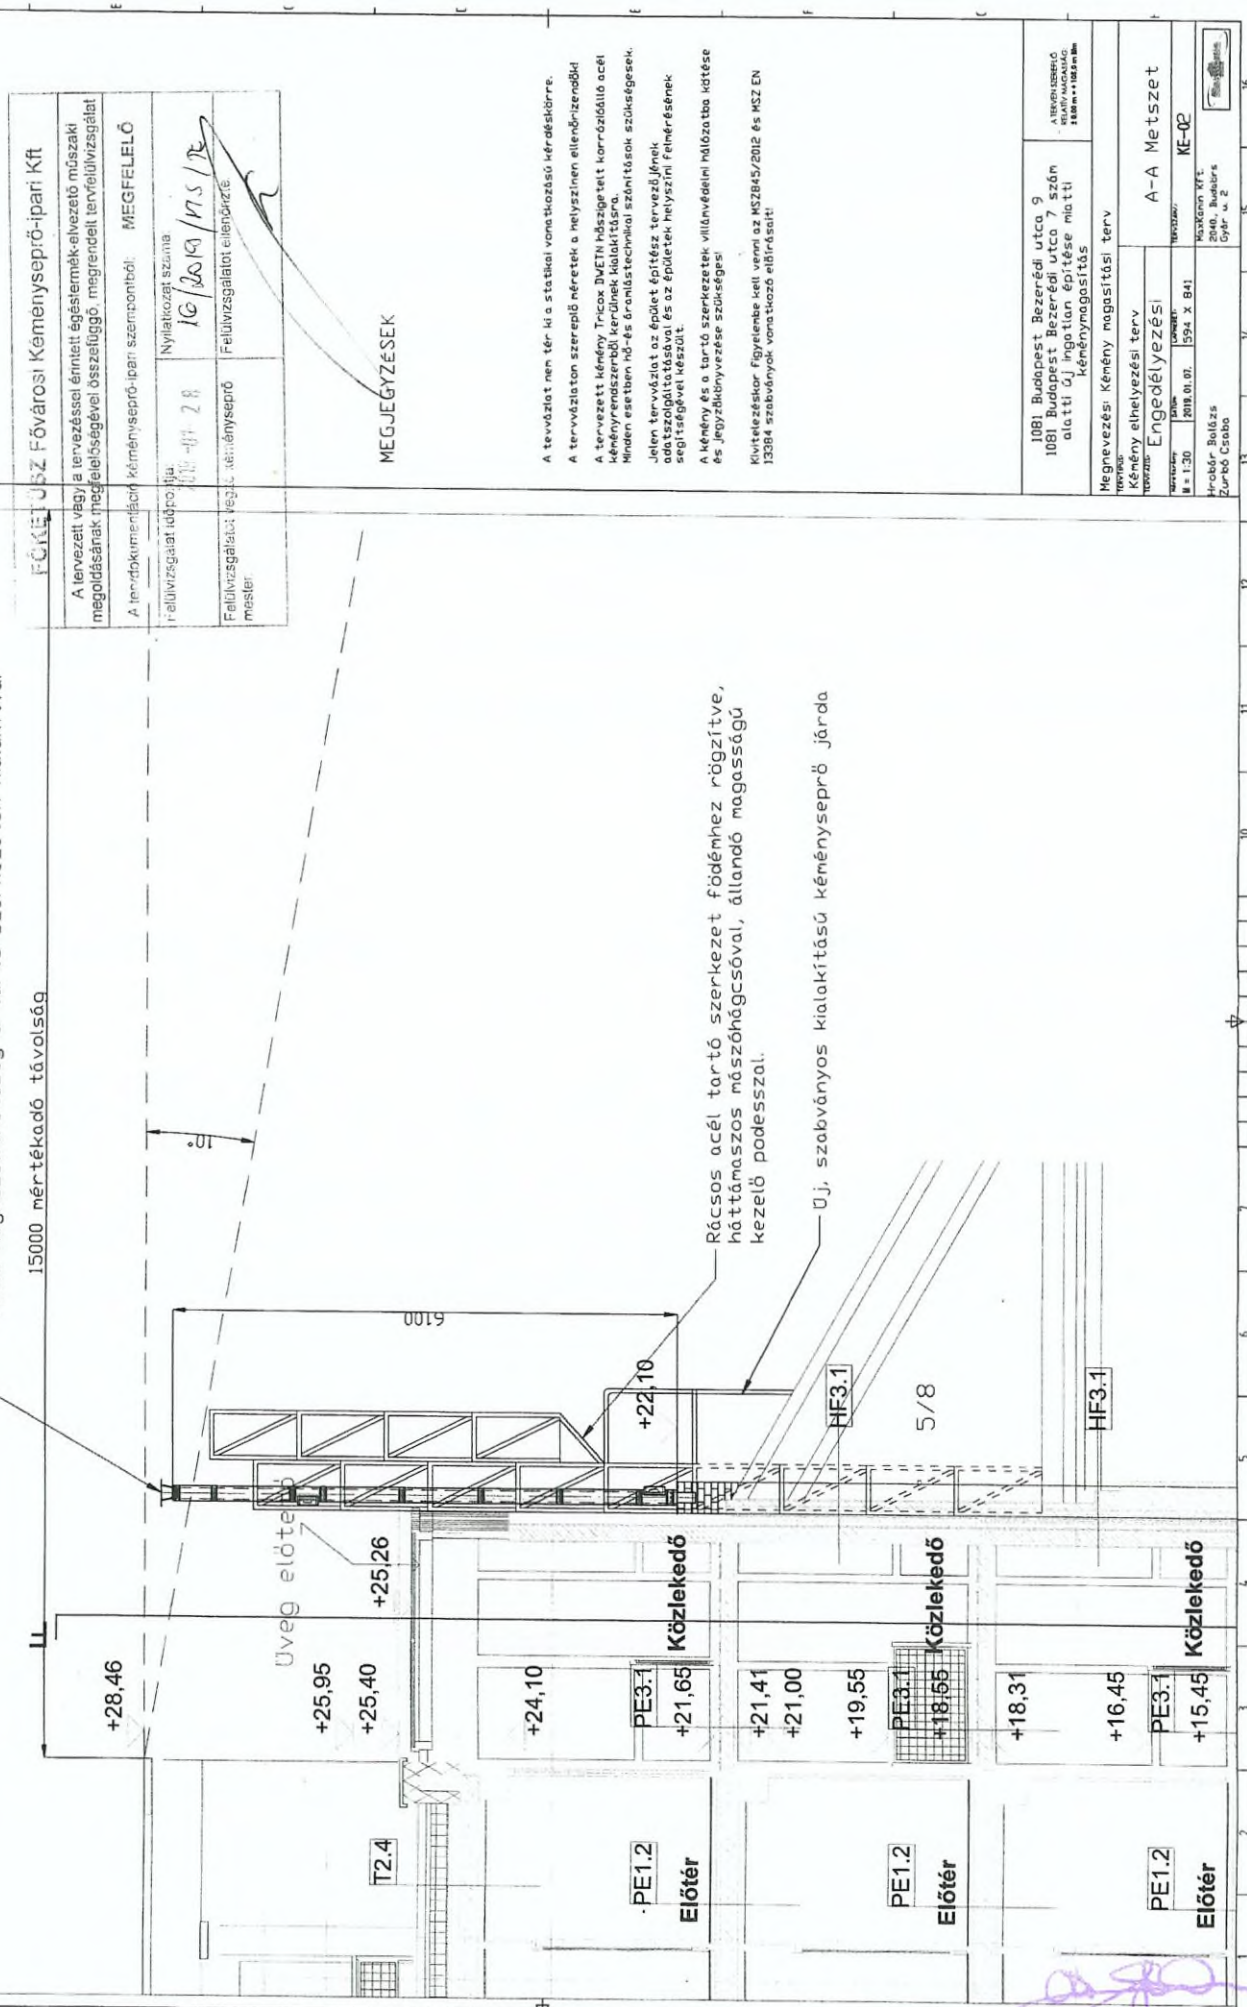 15000 mértékadó távolság
FŐKÉTÜSZ Fővárosi Kéményseprő-ipari Kft
A tervezett vagy a tervezéssel érintett égéstermék-elvezető műszaki
megoldásának megfelelőségével összefüggő, megrendelt tervfelülvizsgálat
A tervdokumentáció kéményseprő-ipari szempontból: MEGFELELŐ
Felülvizsgálat időpontja:
Nyilatkozat száma:
Felülvizsgálatot végző kéményseprő
mester:
Felülvizsgálatot ellenőrizte:
MEGJEGYZÉSEK
A tevvázlat nem tér ki a statikai vonatkozású kérdéskörre.
A tervvázlaton szereplő méretek a helyszínen ellenőrizendők!
A tervezett kémény Tricox DWETN hőszigetelt korrózióálló acél
kéményrendszerből kerülnek kialakításra.
Minden esetben hő-és áramlástechnikai számítások szükségesek.
Jelen tervvázlat az épület építész tervezőjének
adatszolgáltatásával és az épületek helyszíni felmérésének
segítségével készült.
A kémény és a tartó szerkezetek villámvédelmi hálózatba kötése
és jegyzőkönyvezése szükséges!
Kivitelezéskor figyelembe kell venni az MSZ845/2012 és MSZ EN
13384 szabványok vonatkozó előírásait!
1081 Budapest Bezerédi utca 9
1081 Budapest Bezerédi utca 7 szám
alatti új ingatlan építése miatti
kéménymagasítás
A TERVEN SZEREPLŐ
RELATÍV MAGASSÁG:
Megnevezés: Kémény magasítási terv
Kémény elhelyezési terv
Engedélyezési
A-A Metszet
M = 1:30
2019. 01. 07.
594 X 841
KE-02
Hrobár Balázs
Zurbó Csaba
MaxKamin Kft.
2040., Budaörs
Gyár u. 2
10°
6100
Rácsos acél tartó szerkezet födémhez rögzítve,
háttámaszos mászóhágcsóval, állandó magasságú
kezelő podesszal.
Új, szabványos kialakítású kéményseprő járda
+28,46
Üveg előtető
+25,95
+25,40
+25,26
+24,10
+22,10
T2.4
PE3.1
+21,65
Közlekedő
PE1.2
Előtér
+21,41
+21,00
+19,55
HF3.1
5/8
PE3.1
+18,55
Közlekedő
PE1.2
Előtér
+18,31
HF3.1
+16,45
PE3.1
+15,45
Közlekedő
PE1.2
Előtér